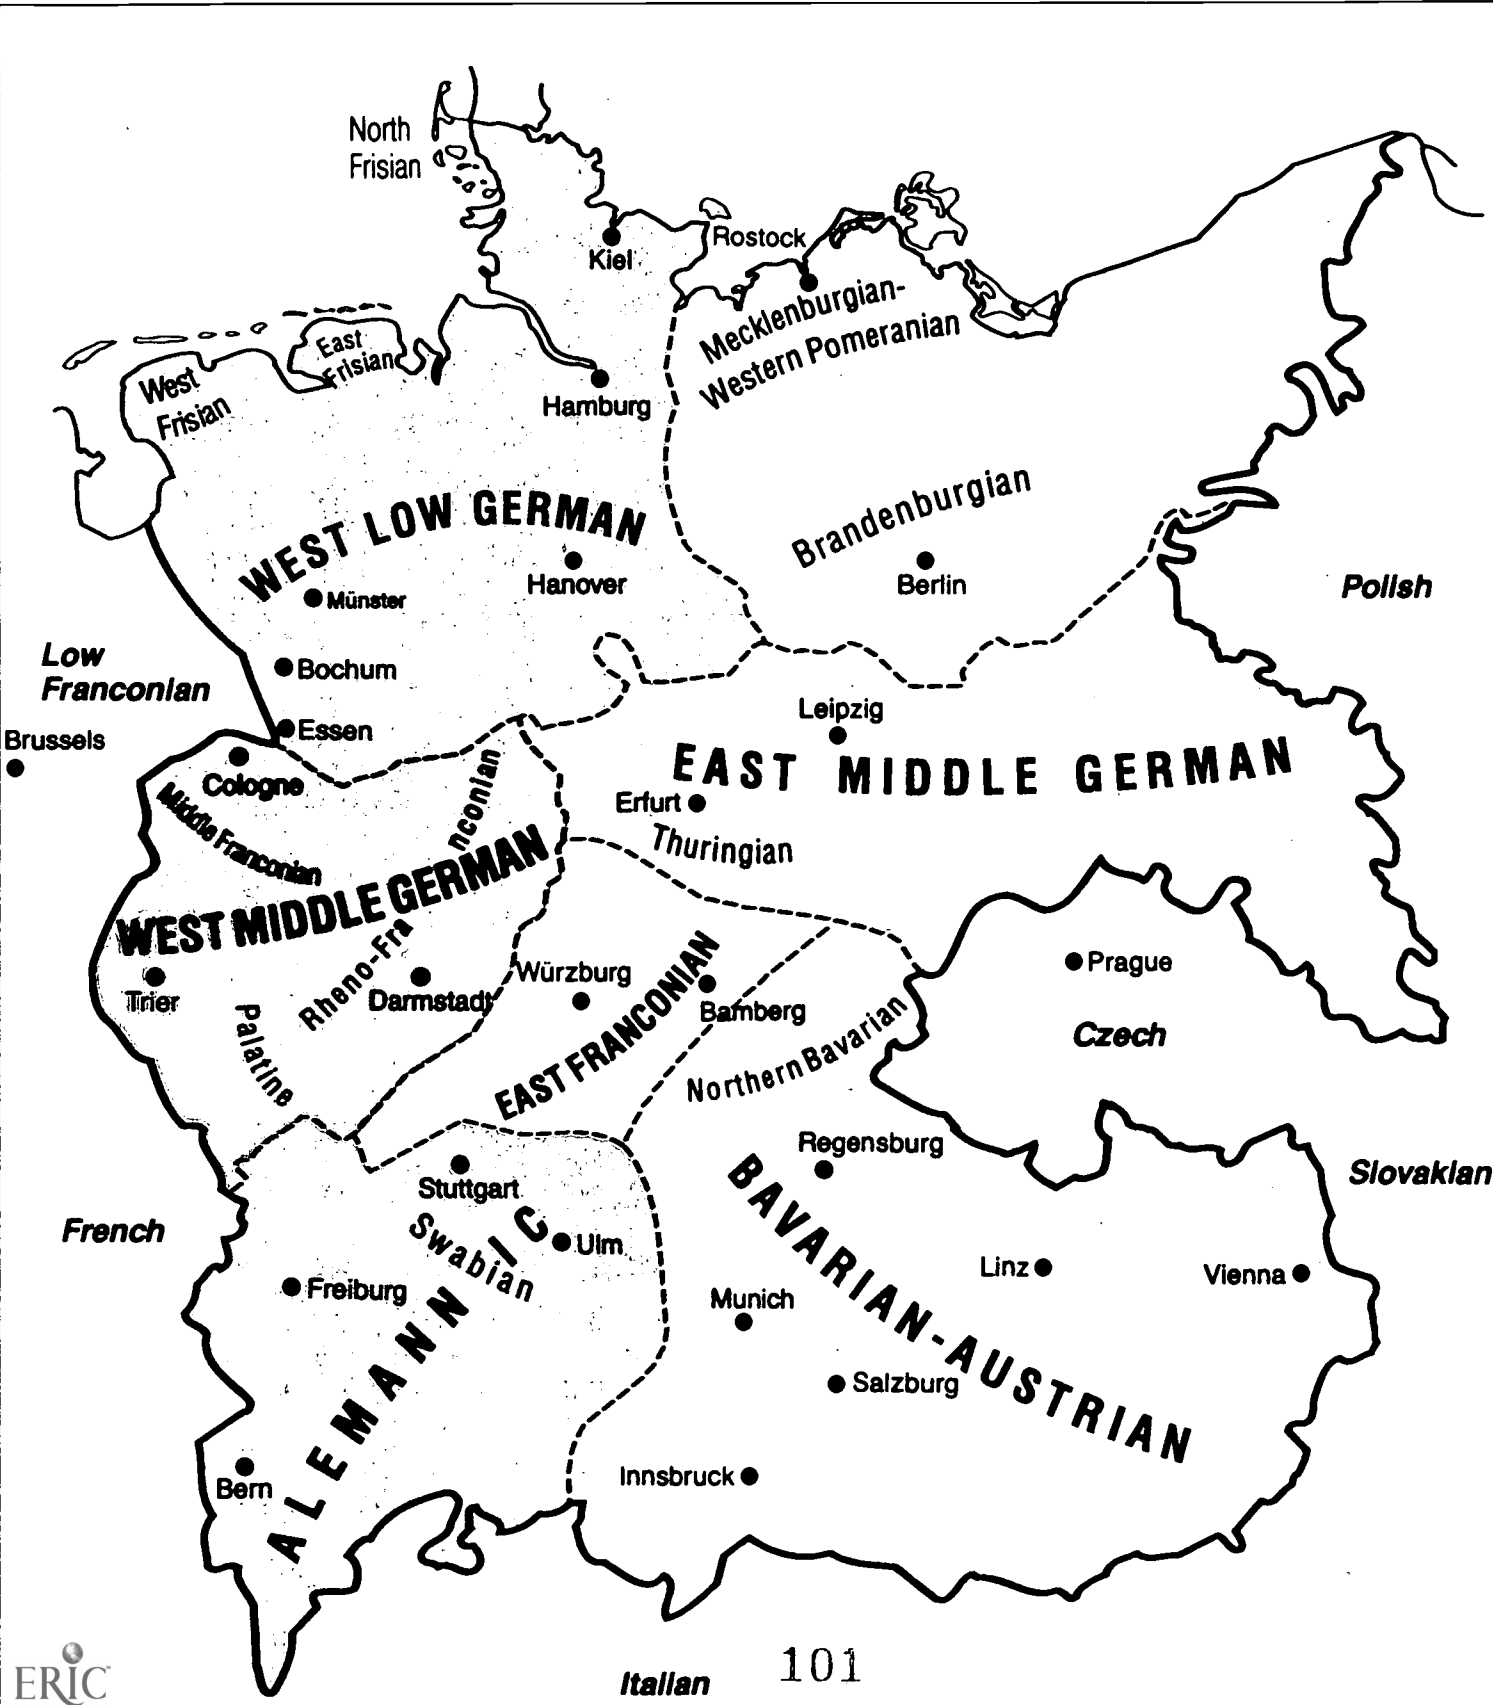 North
Frisian
Kiel
Rostock
Mecklenburgian-
Western Pomeranian
East
Frisian
West
Frisian
Hamburg
WEST LOW GERMAN
Brandenburgian
Hanover
Berlin
Münster
Polish
Low
Franconian
Bochum
Essen
Brussels
Leipzig
Cologne
EAST MIDDLE GERMAN
Erfurt
Thuringian
Middle Franconian
WEST MIDDLE GERMAN
Rheno-Franconian
Trier
Darmstadt
Palatine
Würzburg
EAST FRANCONIAN
Bamberg
Northern Bavarian
Prague
Czech
Regensburg
Slovakian
Stuttgart
Swabian
Ulm
French
Freiburg
ALEMANNIC
BAVARIAN-AUSTRIAN
Linz
Vienna
Munich
Salzburg
Bern
Innsbruck
Italian
101
ERIC